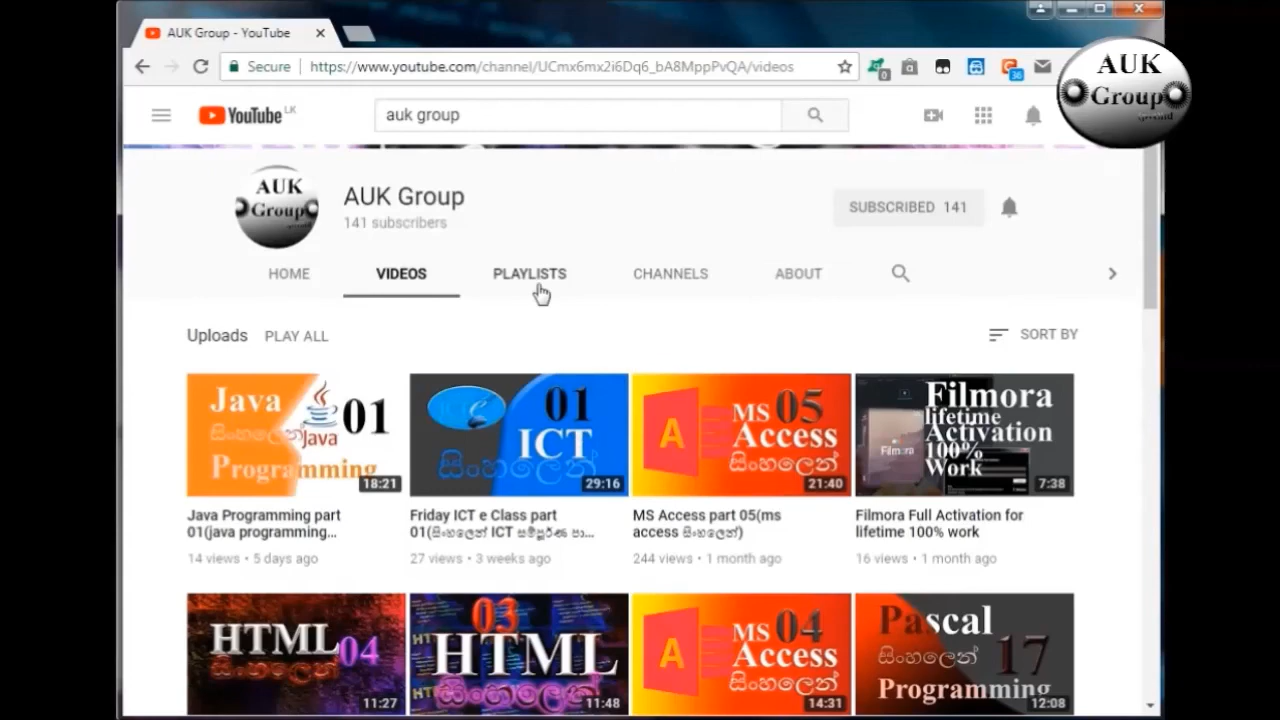 AUK Group - YouTube
Secure
https://www.youtube.com/channel/UCmx6mx2i6Dq6_bA8MppPvQA/videos
0
36
AUK
Group
YouTube LK
auk group
AUK
Group
AUK Group
141 subscribers
SUBSCRIBED 141
HOME
VIDEOS
PLAYLISTS
CHANNELS
ABOUT
Uploads
PLAY ALL
SORT BY
Java
01
සිංහලෙන්
Java
Programming
18:21
01
ICT
සිංහලෙන්
29:16
MS 05
Access
සිංහලෙන්
21:40
Filmora
lifetime
Activation
100%
Work
Filmora
7:38
Java Programming part
01(java programming...
14 views • 5 days ago
Friday ICT e Class part
01(සිංහලෙන් ICT සම්පූර්ණ පා...
27 views • 3 weeks ago
MS Access part 05(ms
access සිංහලෙන්)
244 views • 1 month ago
Filmora Full Activation for
lifetime 100% work
16 views • 1 month ago
HTML 04
සිංහලෙන්
11:27
03
HTML
සිංහලෙන්
11:48
MS 04
Access
සිංහලෙන්
14:31
Pascal
සිංහලෙන් 17
Programming
12:08